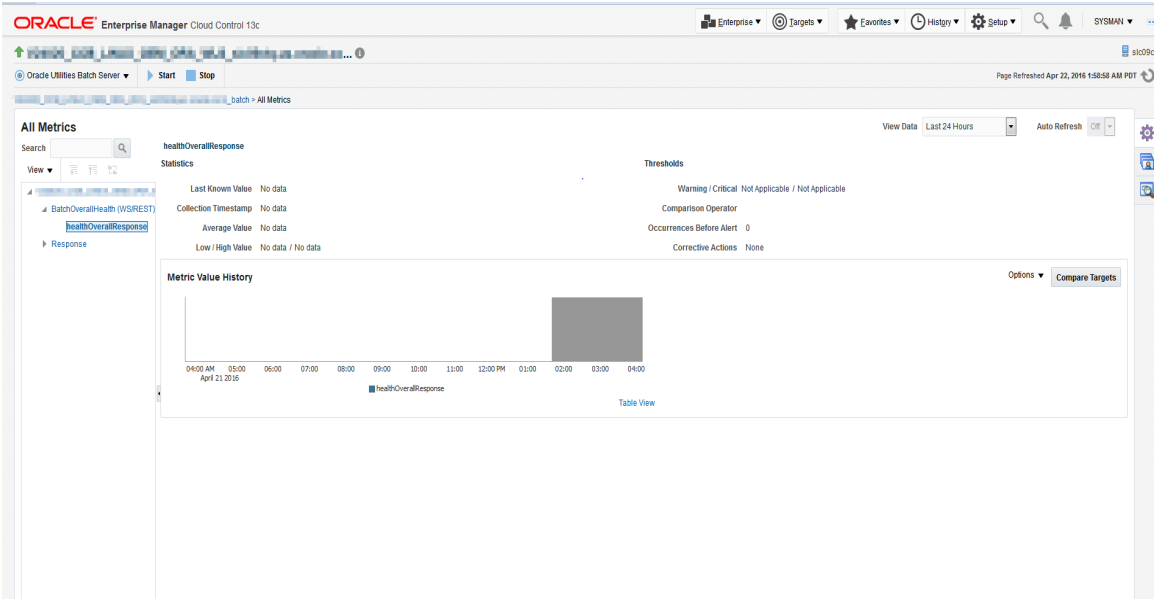 ORACLE Enterprise Manager Cloud Control 13c
Enterprise Targets Favorites History Setup SYSMAN
...
slc09c
Oracle Utilities Batch Server Start Stop
Page Refreshed Apr 22, 2016 1:58:58 AM PDT
_batch > All Metrics
All Metrics
View Data Last 24 Hours Auto Refresh Off
Search
View
BatchOverallHealth (WS/REST)
healthOverallResponse
Response
healthOverallResponse
Statistics
Last Known Value No data
Collection Timestamp No data
Average Value No data
Low / High Value No data / No data
Thresholds
Warning / Critical Not Applicable / Not Applicable
Comparison Operator
Occurrences Before Alert 0
Corrective Actions None
Metric Value History
Options Compare Targets
04:00 AM 05:00 06:00 07:00 08:00 09:00 10:00 11:00 12:00 PM 01:00 02:00 03:00 04:00
April 21 2016
healthOverallResponse
Table View